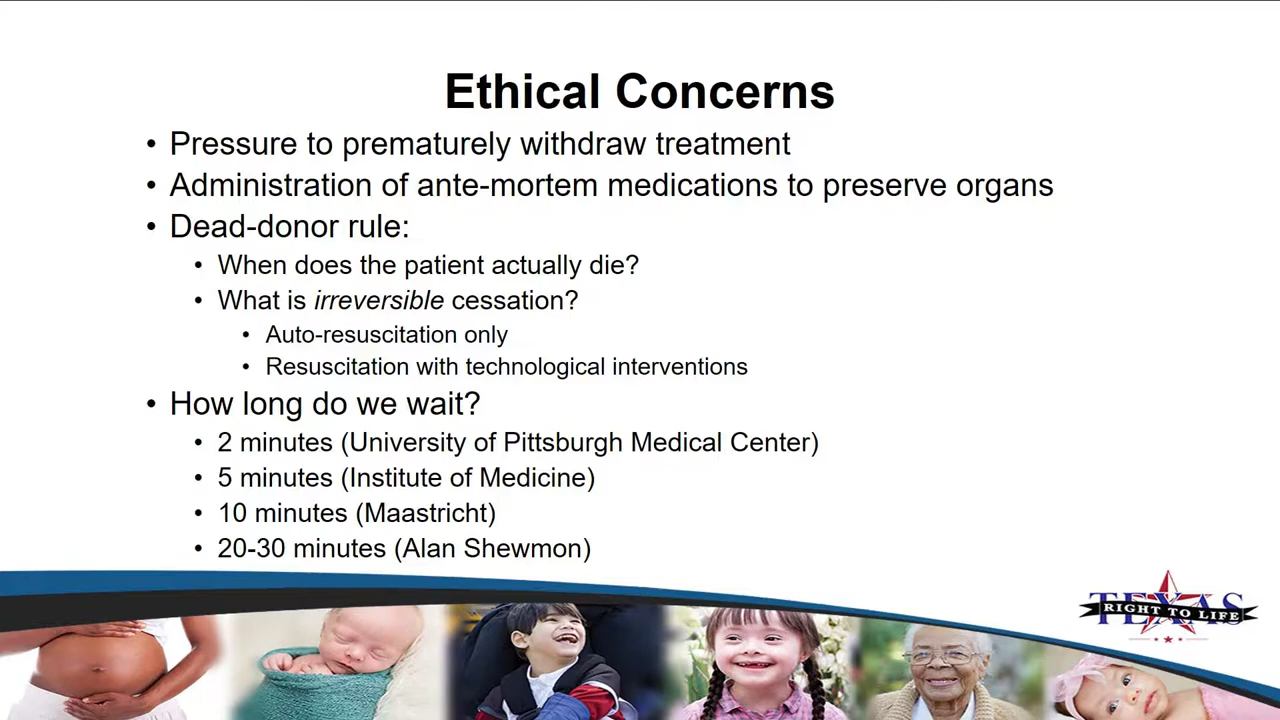 Ethical Concerns
• Pressure to prematurely withdraw treatment
• Administration of ante-mortem medications to preserve organs
• Dead-donor rule:
• When does the patient actually die?
• What is irreversible cessation?
• Auto-resuscitation only
• Resuscitation with technological interventions
• How long do we wait?
• 2 minutes (University of Pittsburgh Medical Center)
• 5 minutes (Institute of Medicine)
• 10 minutes (Maastricht)
• 20-30 minutes (Alan Shewmon)
TEXAS
RIGHT TO LIFE